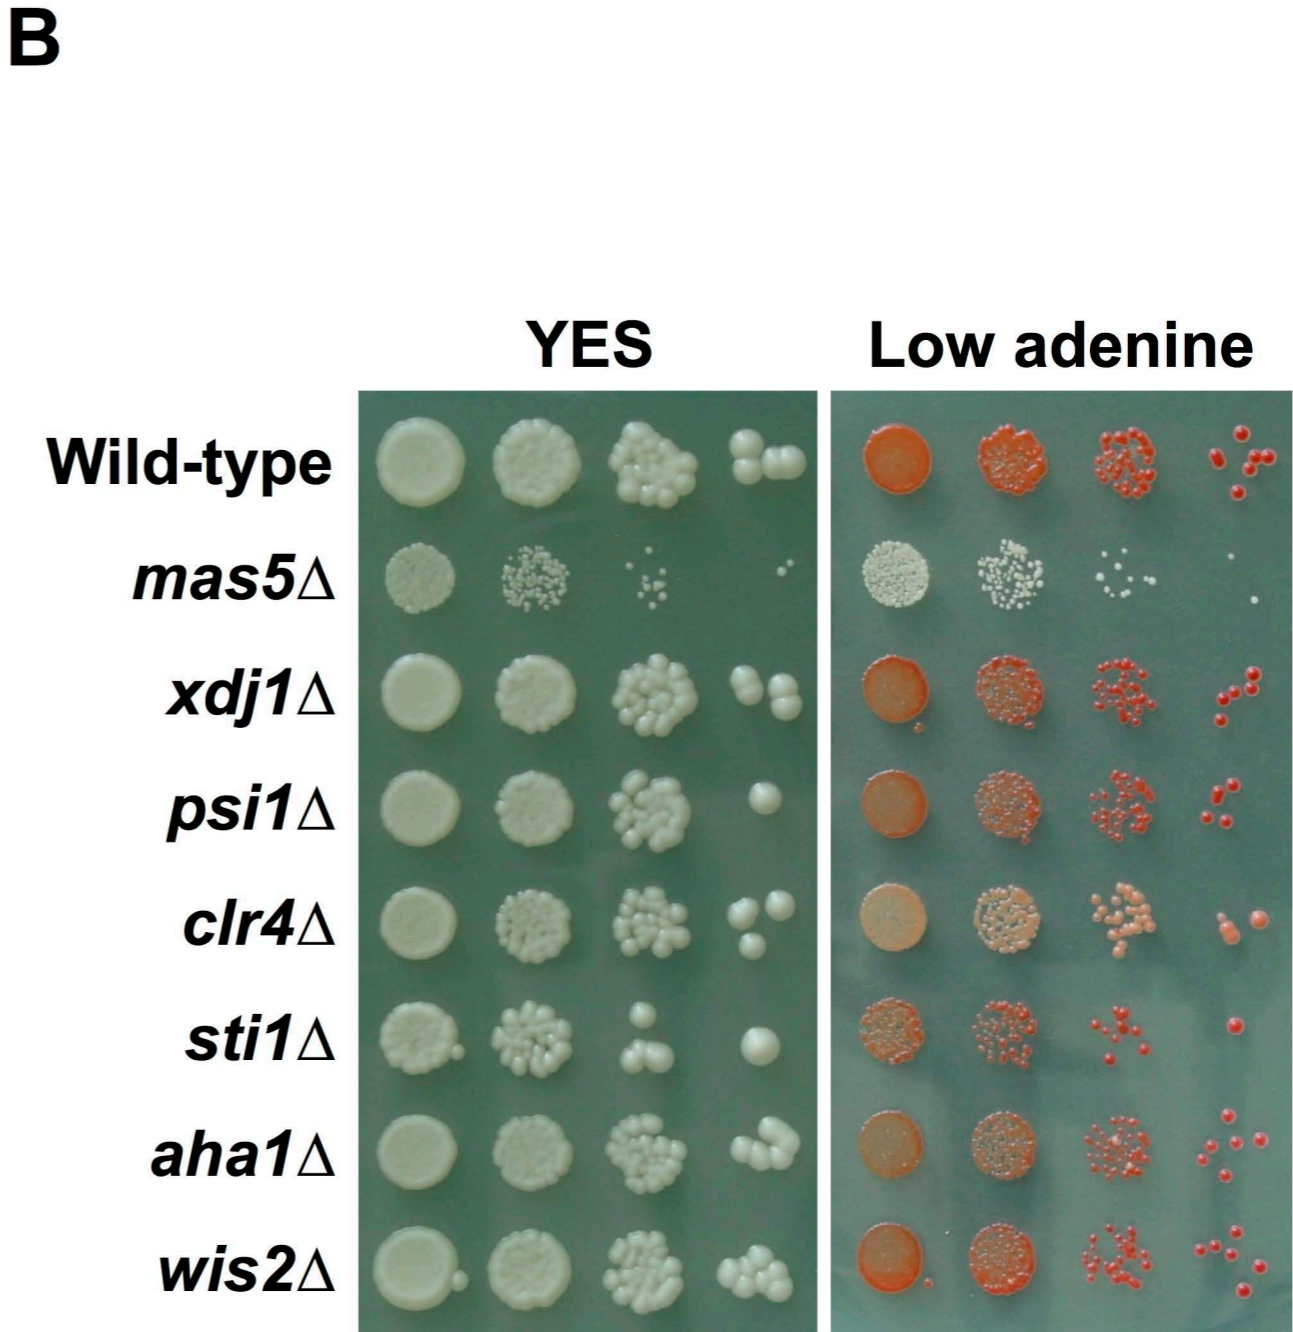 B
YES Low adenine
Wild-type
mas5Δ
xdj1Δ
psi1Δ
clr4Δ
sti1Δ
aha1Δ
wis2Δ